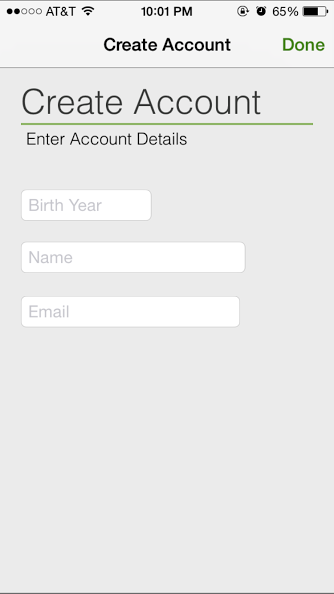 AT&T 10:01 PM 65%
Create Account Done
Create Account
Enter Account Details
Birth Year
Name
Email